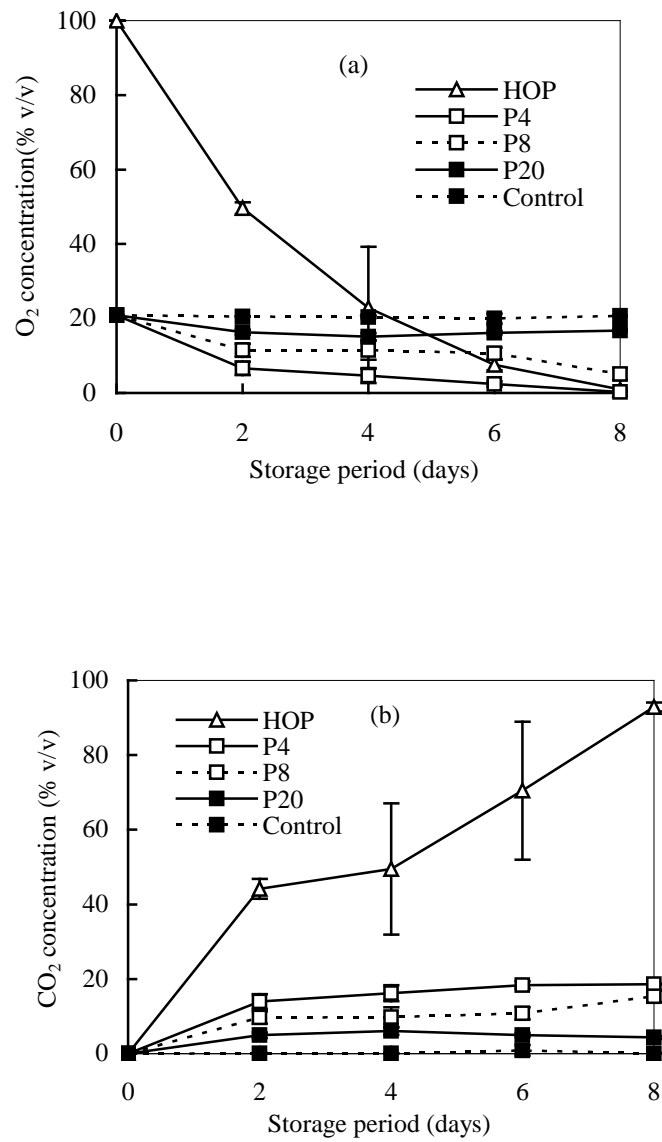 (a)
O2 concentration(% v/v)
100
80
60
40
20
0
HOP
P4
P8
P20
Control
0 2 4 6 8
Storage period (days)
(b)
CO2 concentration (% v/v)
100
80
60
40
20
0
HOP
P4
P8
P20
Control
0 2 4 6 8
Storage period (days)